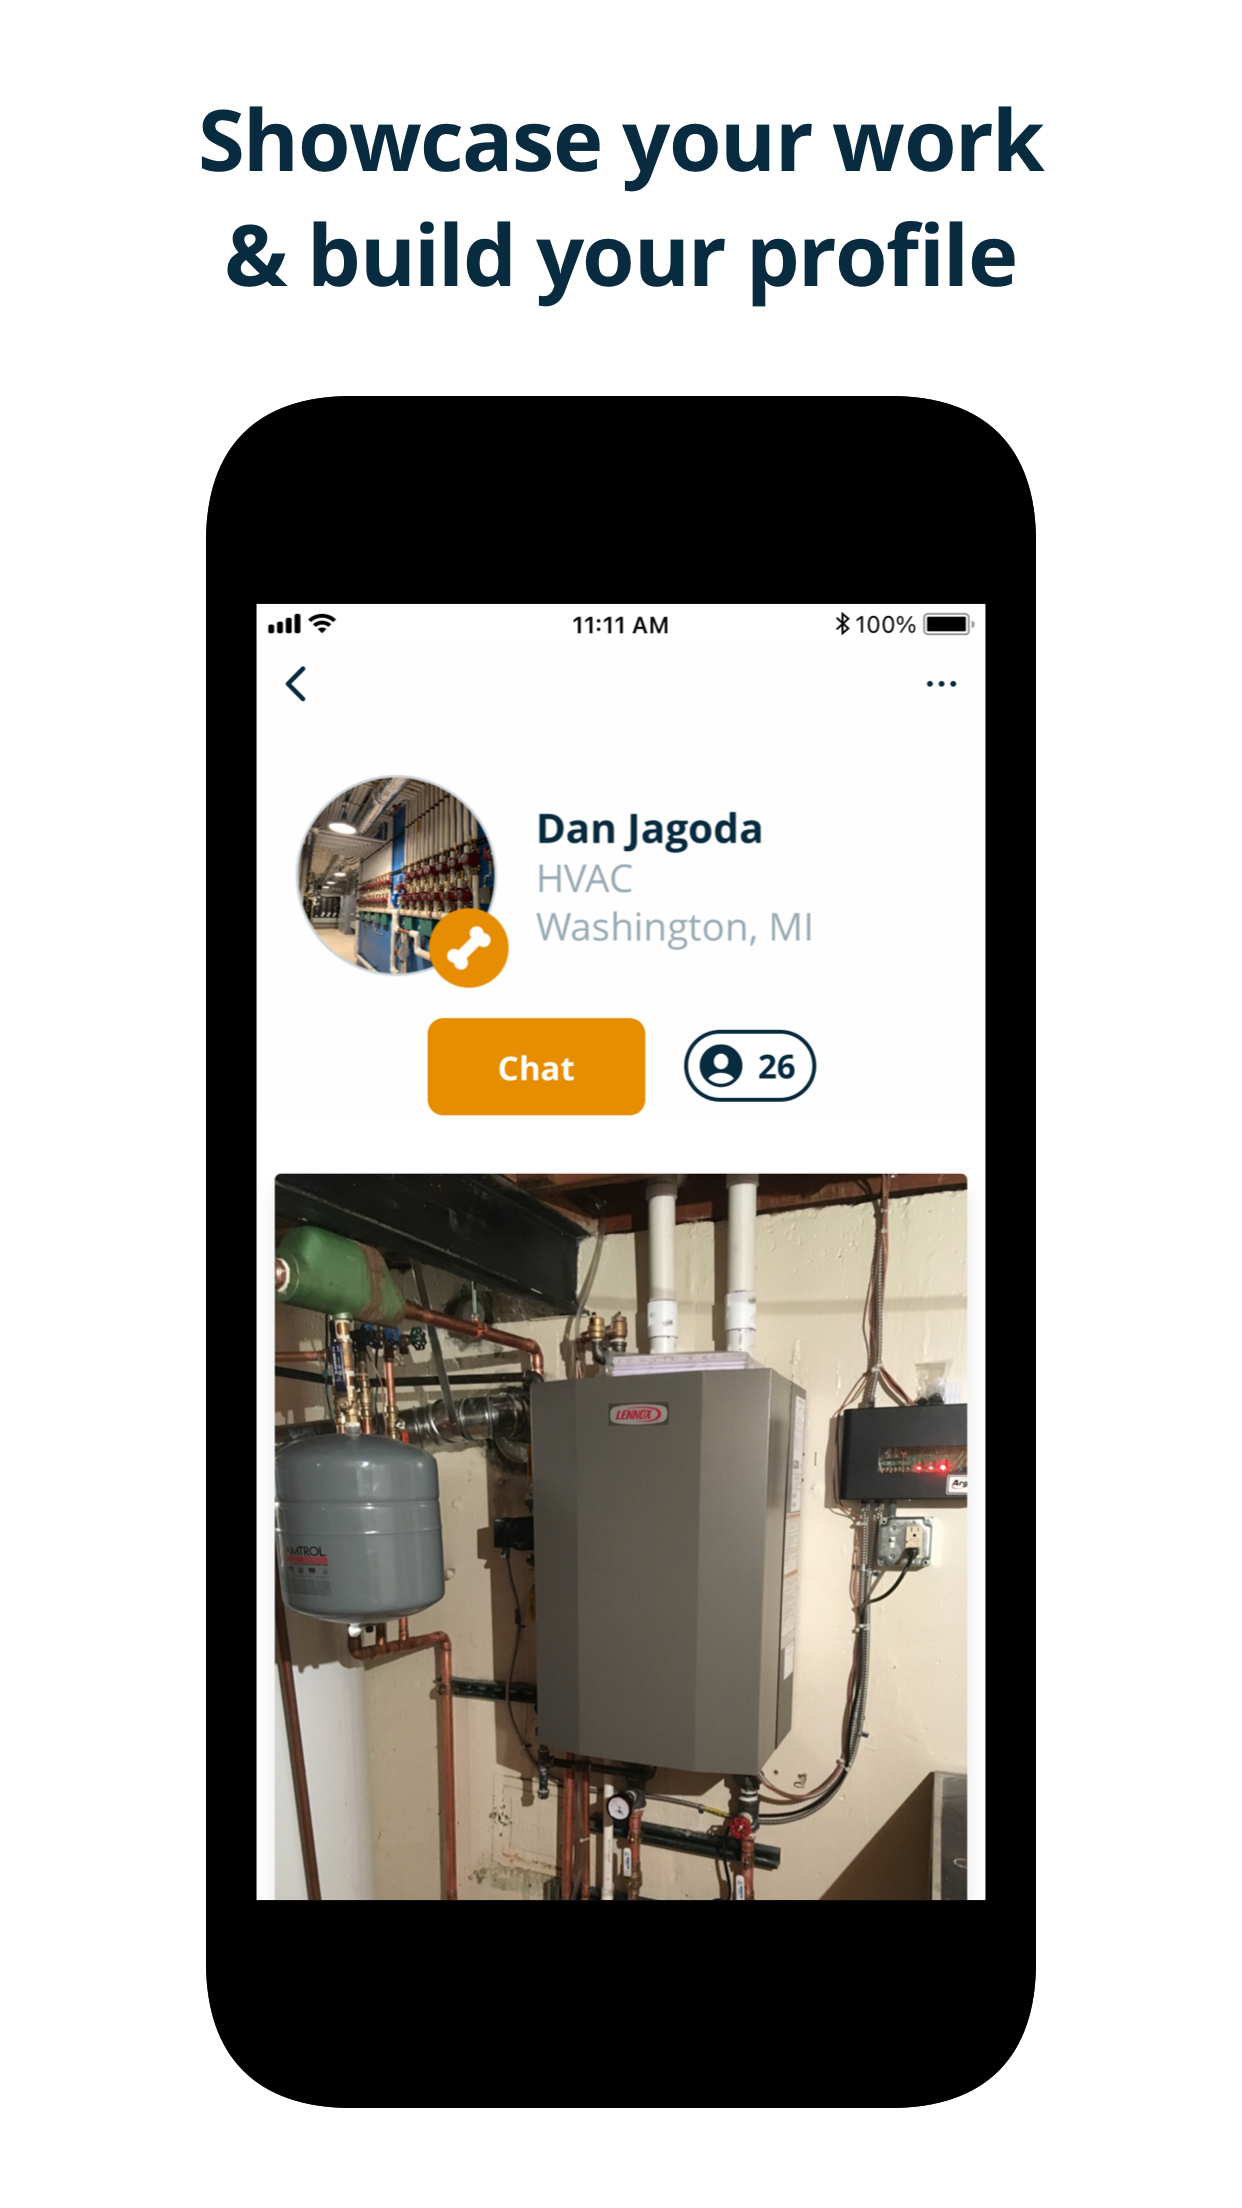 Showcase your work
& build your profile
11:11 AM
100%
Dan Jagoda
HVAC
Washington, MI
Chat
26
LENNOX
AMTROL